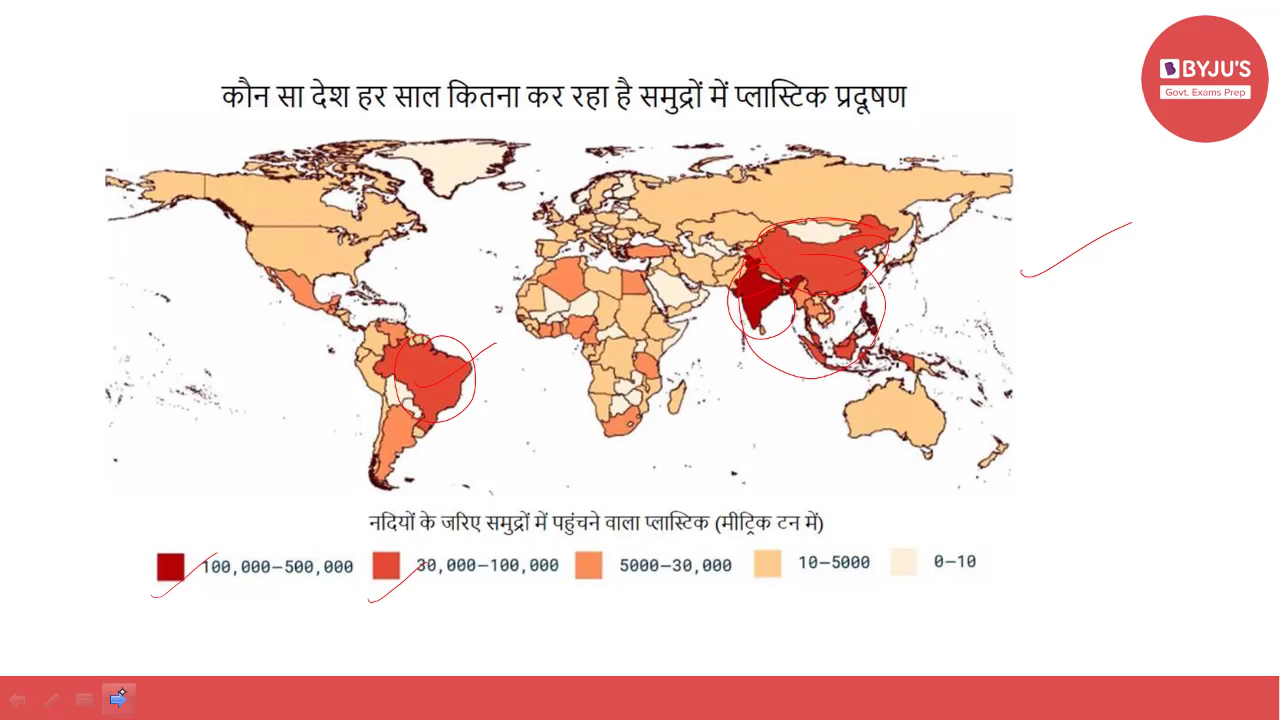 BYJU'S
Govt. Exams Prep
कौन सा देश हर साल कितना कर रहा है समुद्रों में प्लास्टिक प्रदूषण
नदियों के जरिए समुद्रों में पहुंचने वाला प्लास्टिक (मीट्रिक टन में)
100,000–500,000 30,000–100,000 5000–30,000 10–5000 0–10